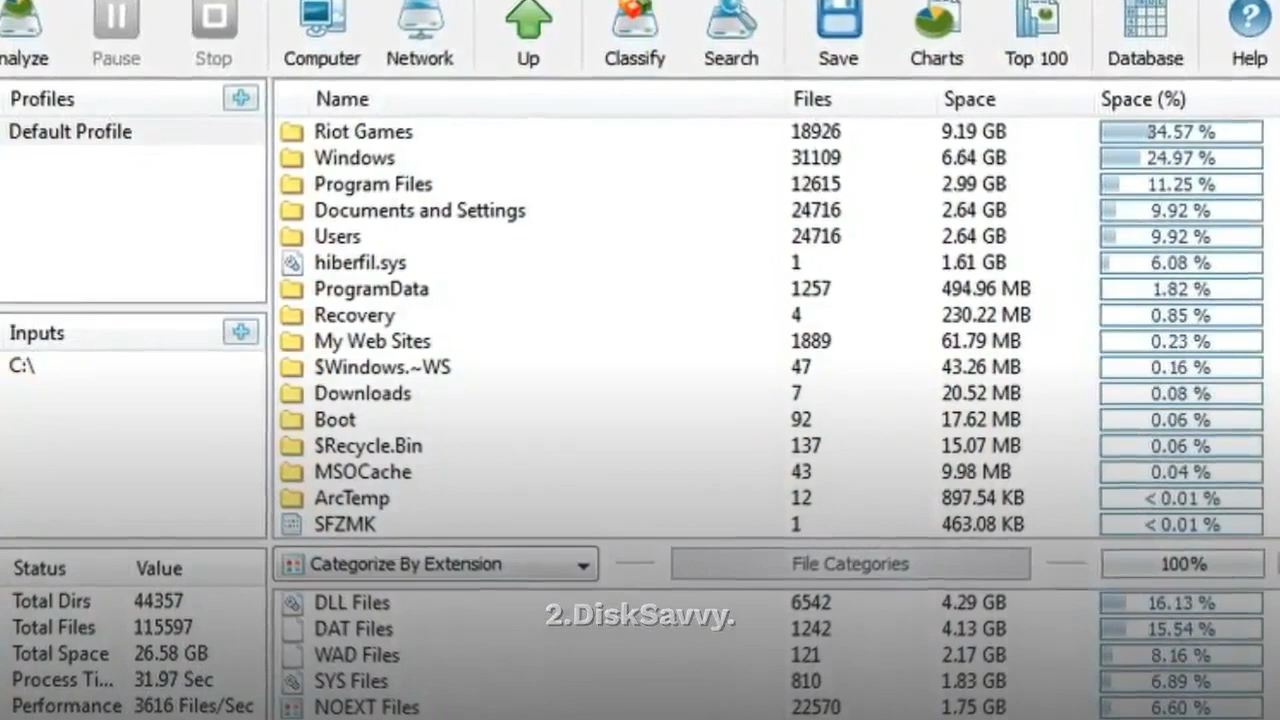 nalyze Pause Stop Computer Network Up Classify Search Save Charts Top 100 Database Help
Profiles
Default Profile
Inputs
C:\
Name Files Space Space (%)
Riot Games 18926 9.19 GB 34.57 %
Windows 31109 6.64 GB 24.97 %
Program Files 12615 2.99 GB 11.25 %
Documents and Settings 24716 2.64 GB 9.92 %
Users 24716 2.64 GB 9.92 %
hiberfil.sys 1 1.61 GB 6.08 %
ProgramData 1257 494.96 MB 1.82 %
Recovery 4 230.22 MB 0.85 %
My Web Sites 1889 61.79 MB 0.23 %
$Windows.~WS 47 43.26 MB 0.16 %
Downloads 7 20.52 MB 0.08 %
Boot 92 17.62 MB 0.06 %
$Recycle.Bin 137 15.07 MB 0.06 %
MSOCache 43 9.98 MB 0.04 %
ArcTemp 12 897.54 KB < 0.01 %
SFZMK 1 463.08 KB < 0.01 %
Status Value
Total Dirs 44357
Total Files 115597
Total Space 26.58 GB
Process Ti... 31.97 Sec
Performance 3616 Files/Sec
Categorize By Extension File Categories 100%
DLL Files 6542 4.29 GB 16.13 %
DAT Files 1242 4.13 GB 15.54 %
WAD Files 121 2.17 GB 8.16 %
SYS Files 810 1.83 GB 6.89 %
NOEXT Files 22570 1.75 GB 6.60 %
2.DiskSavvy.